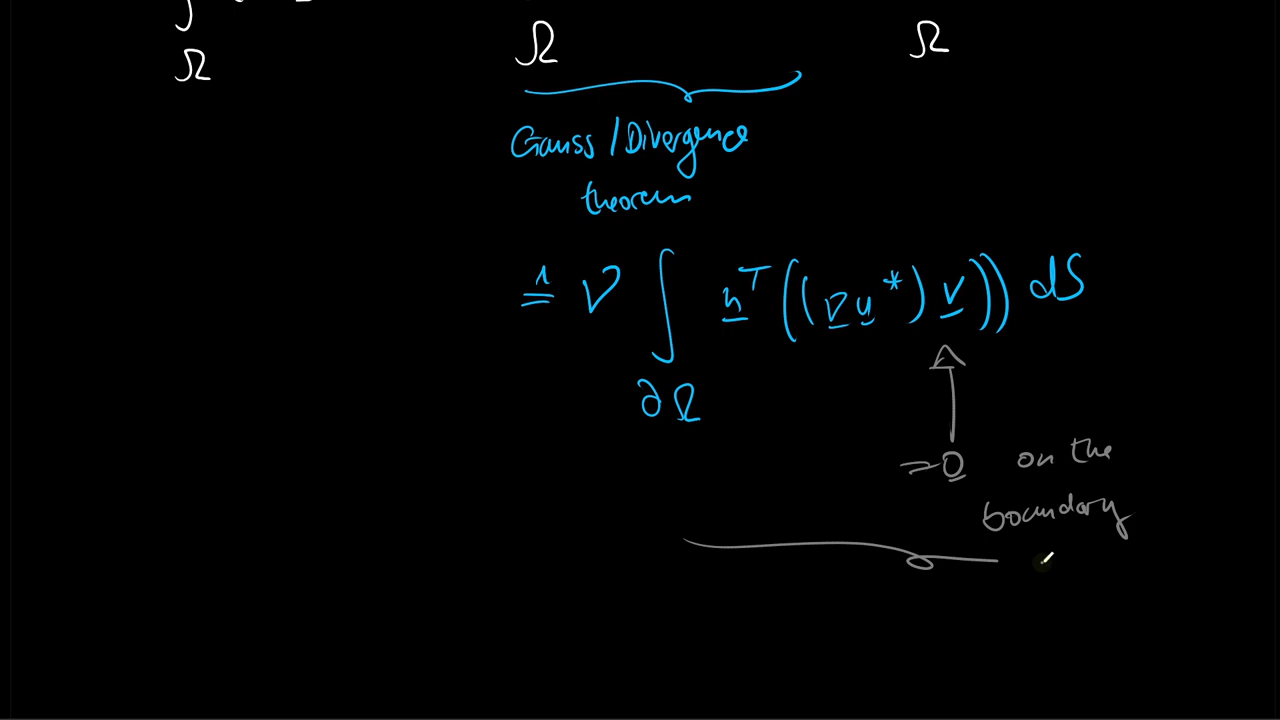 Ω Ω Ω
Gauss / Divergence
theorem
≙ ν ∫ n^T((∇u*) v)) dS
∂Ω
=0 on the
boundary